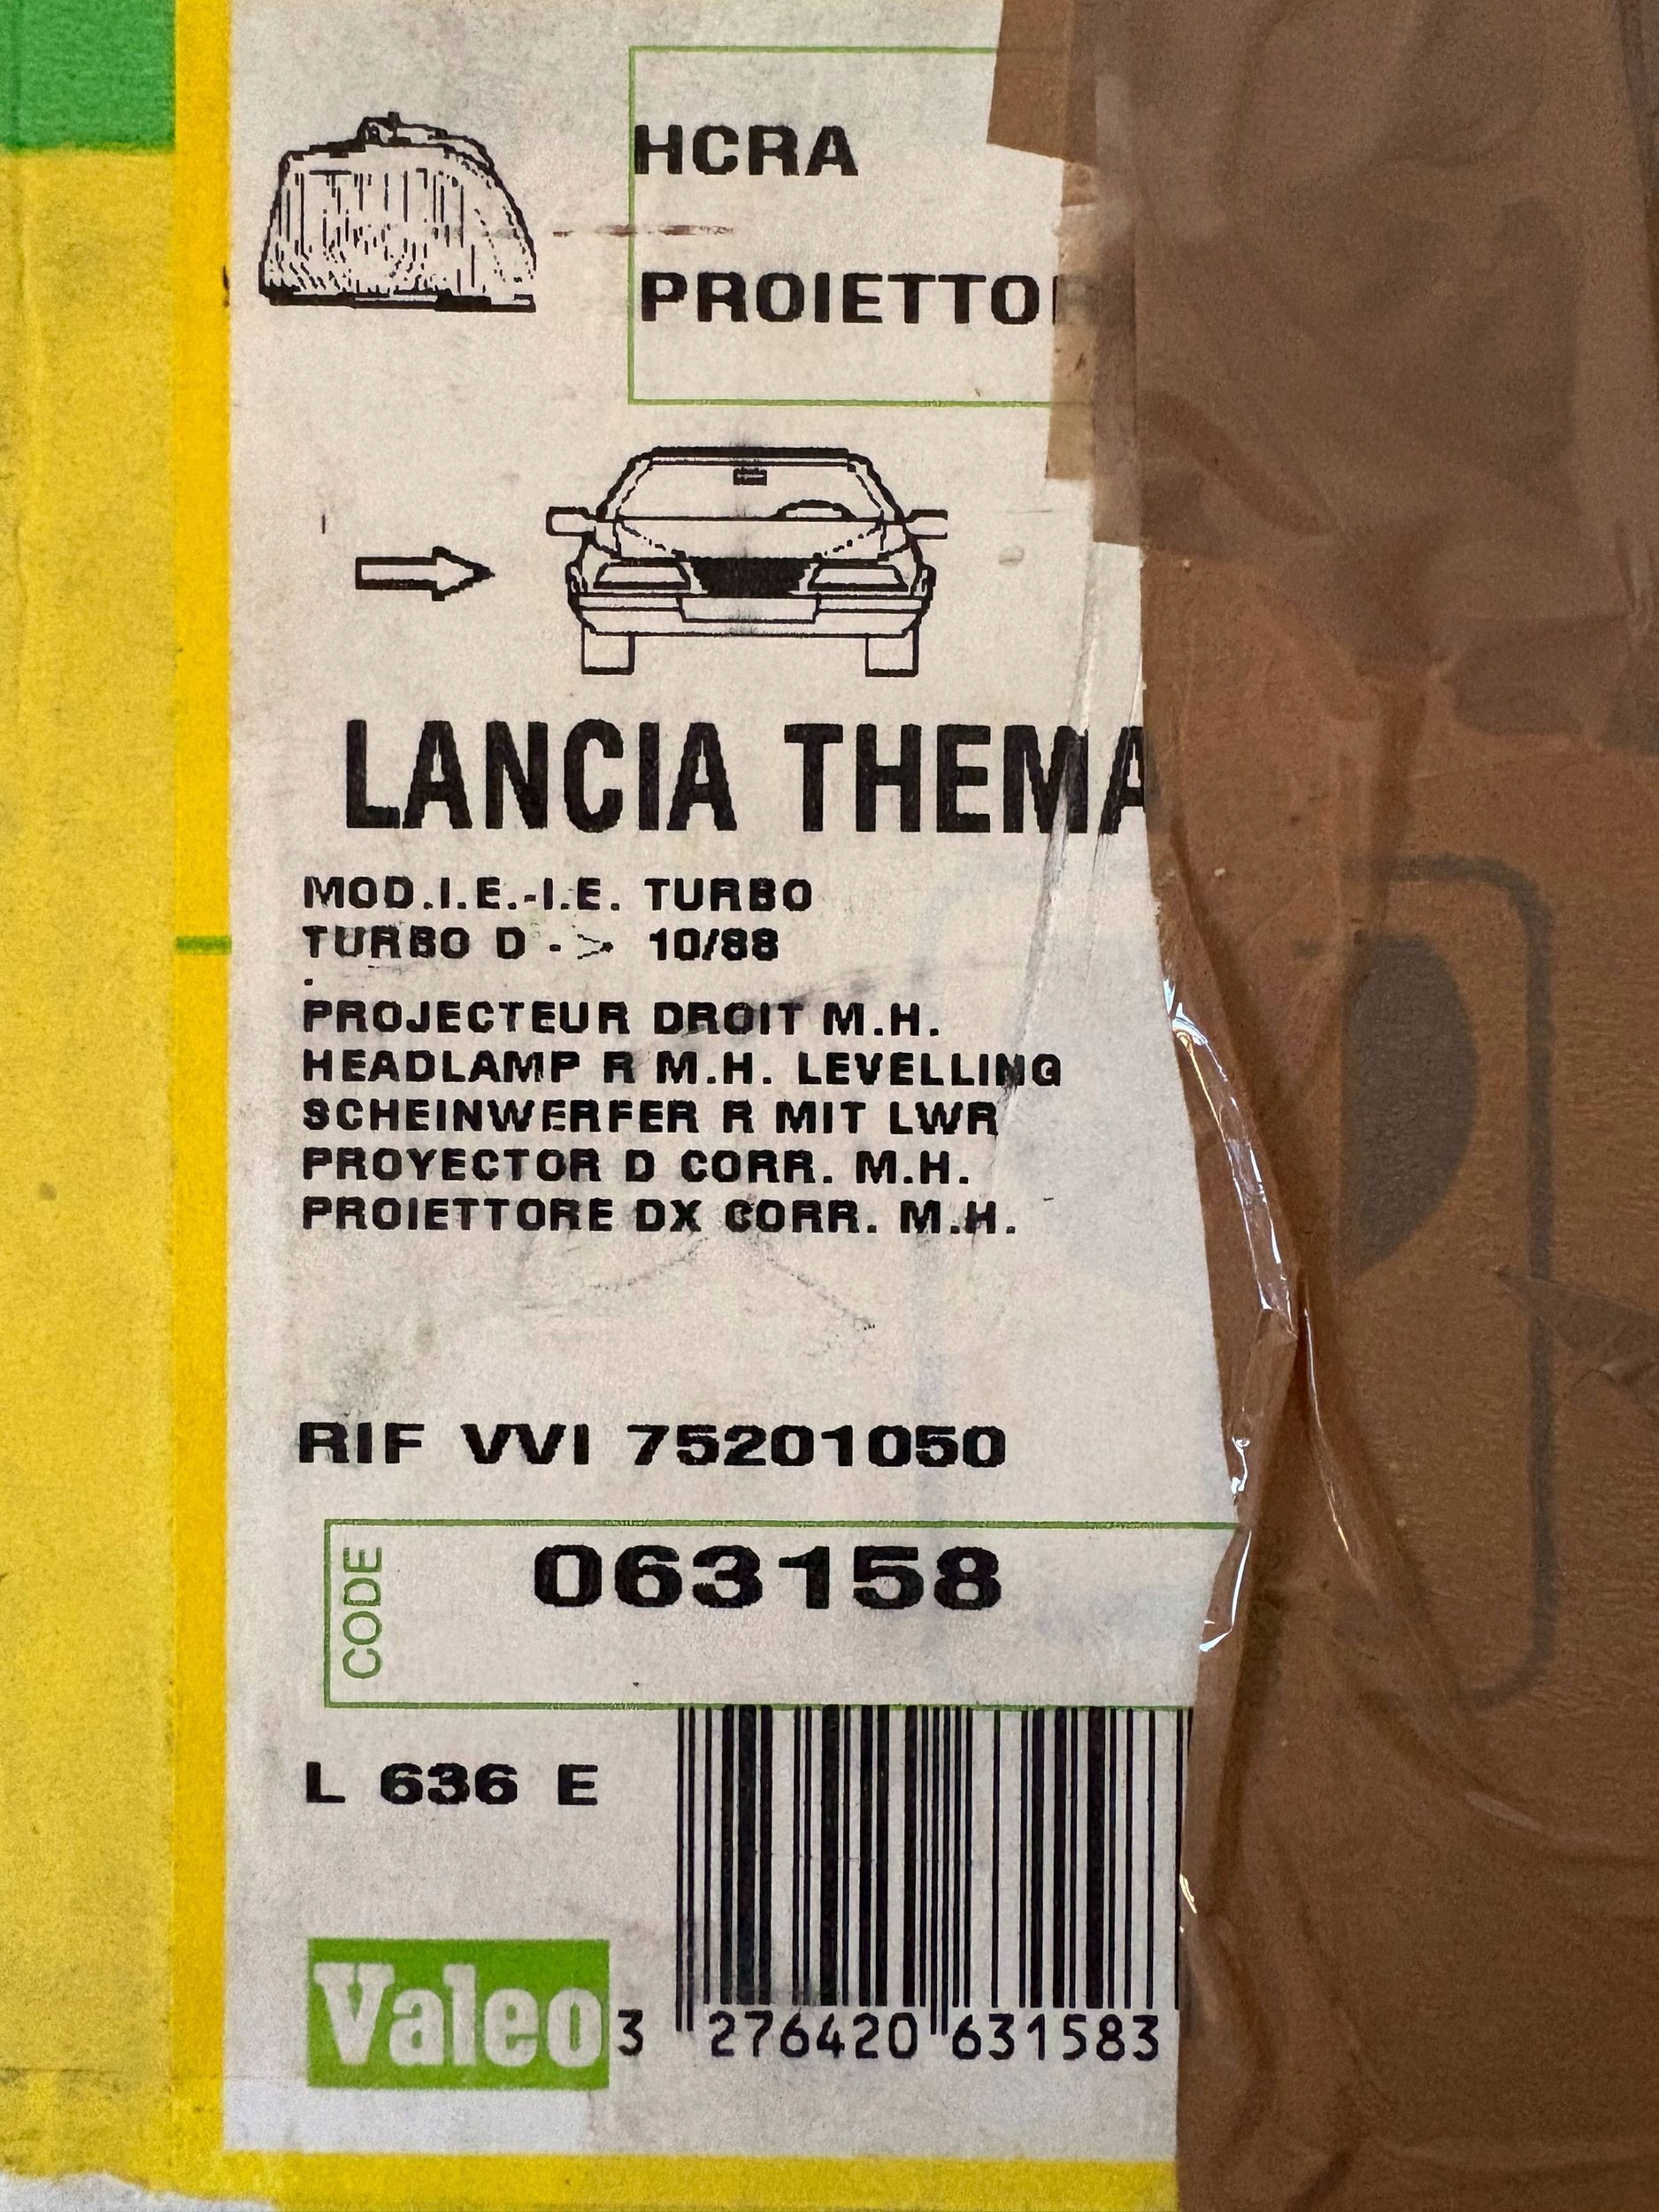 HCRA
PROIETTOR
LANCIA THEMA
MOD.I.E.-I.E. TURBO
TURBO D - > 10/88
.
PROJECTEUR DROIT M.H.
HEADLAMP R M.H. LEVELLING
SCHEINWERFER R MIT LWR
PROYECTOR D CORR. M.H.
PROIETTORE DX CORR. M.H.
RIF VVI 75201050
CODE
063158
L 636 E
Valeo
3 276420 631583